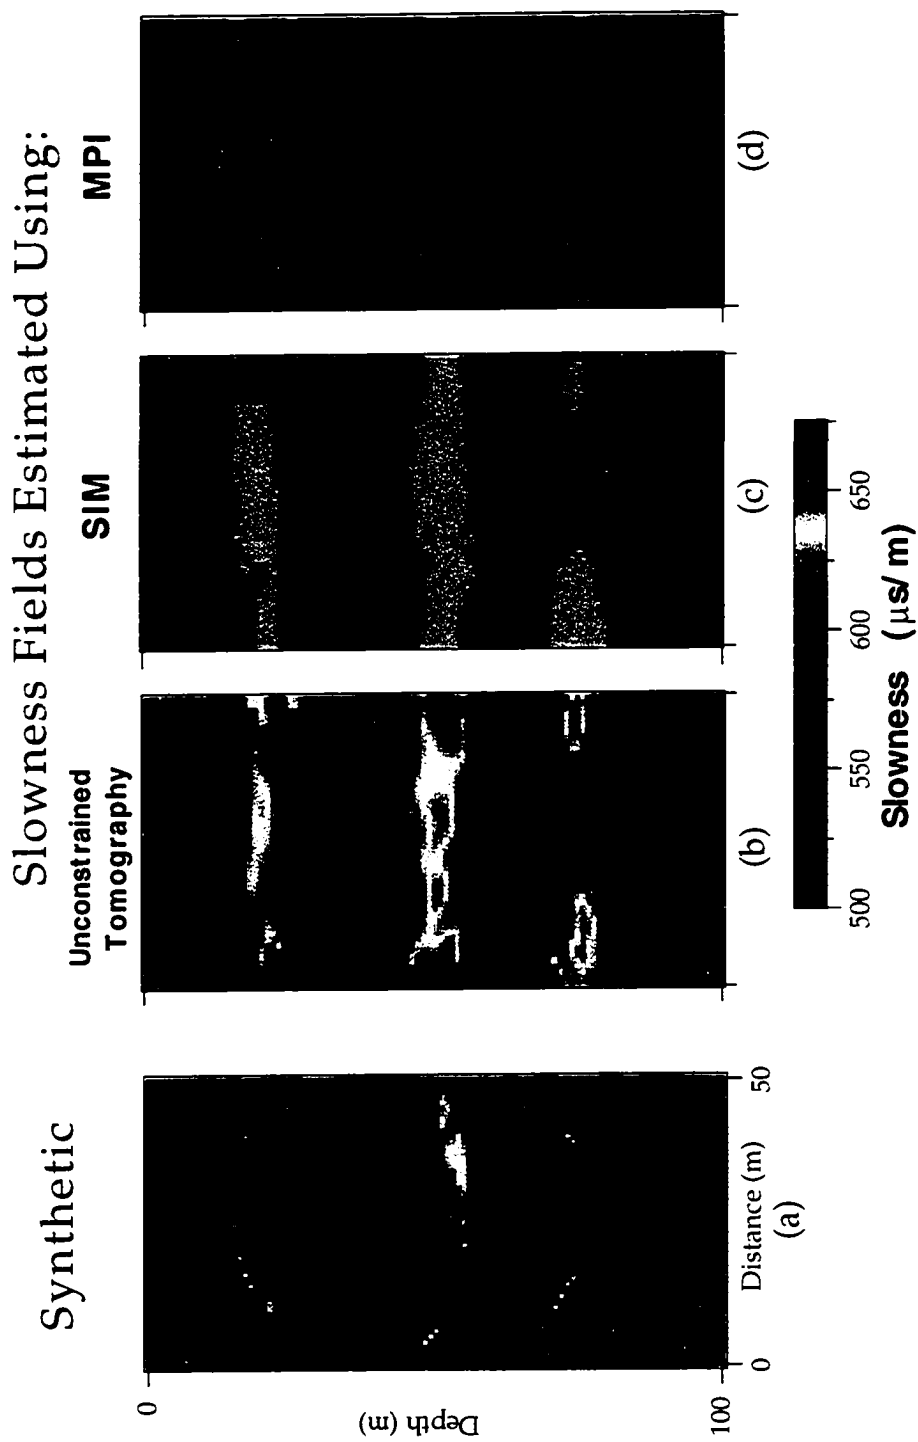 Slowness Fields Estimated Using:
Synthetic
Unconstrained
Tomography
SIM
MPI
0
Depth (m)
100
0
Distance (m)
50
(a)
(b)
(c)
(d)
500
550
600
650
Slowness (μs/m)